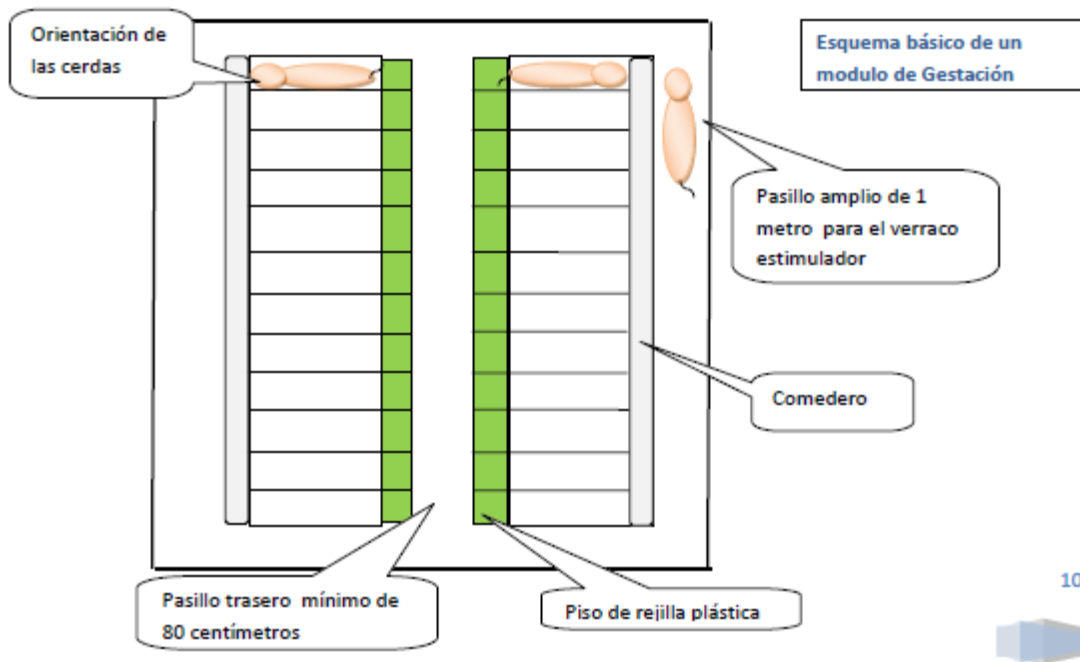 Orientación de
las cerdas
Esquema básico de un
modulo de Gestación
Pasillo amplio de 1
metro para el verraco
estimulador
Comedero
Pasillo trasero mínimo de
80 centímetros
Piso de rejilla plástica
10